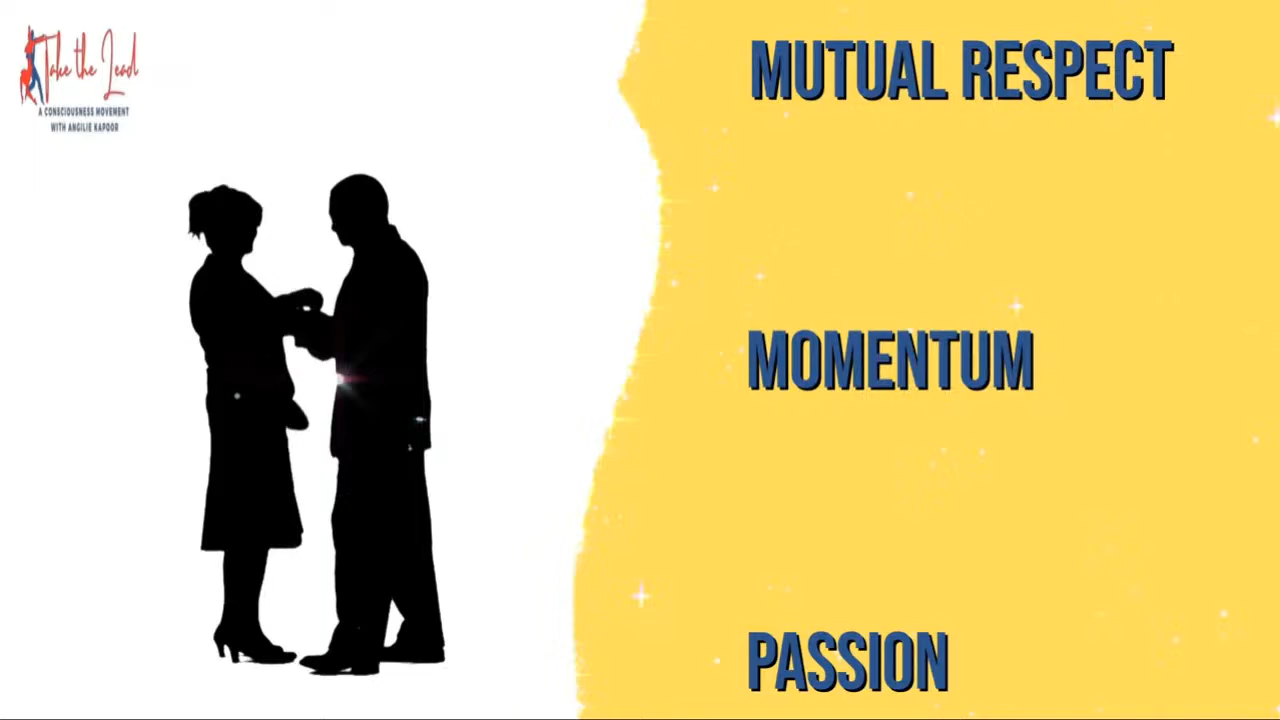 Take the Lead
A CONSCIOUSNESS MOVEMENT
WITH ANGILIE KAPOOR
MUTUAL RESPECT
MOMENTUM
PASSION